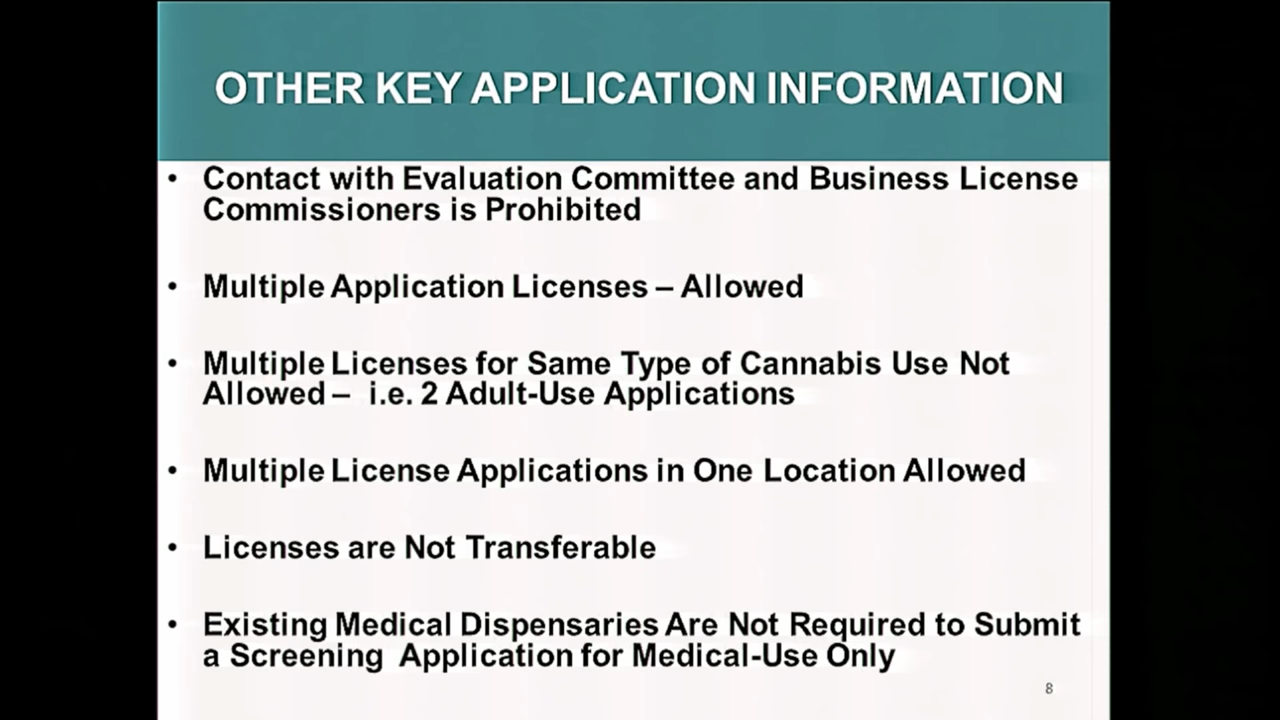 OTHER KEY APPLICATION INFORMATION
• Contact with Evaluation Committee and Business License
Commissioners is Prohibited
• Multiple Application Licenses – Allowed
• Multiple Licenses for Same Type of Cannabis Use Not
Allowed – i.e. 2 Adult-Use Applications
• Multiple License Applications in One Location Allowed
• Licenses are Not Transferable
• Existing Medical Dispensaries Are Not Required to Submit
a Screening Application for Medical-Use Only
8